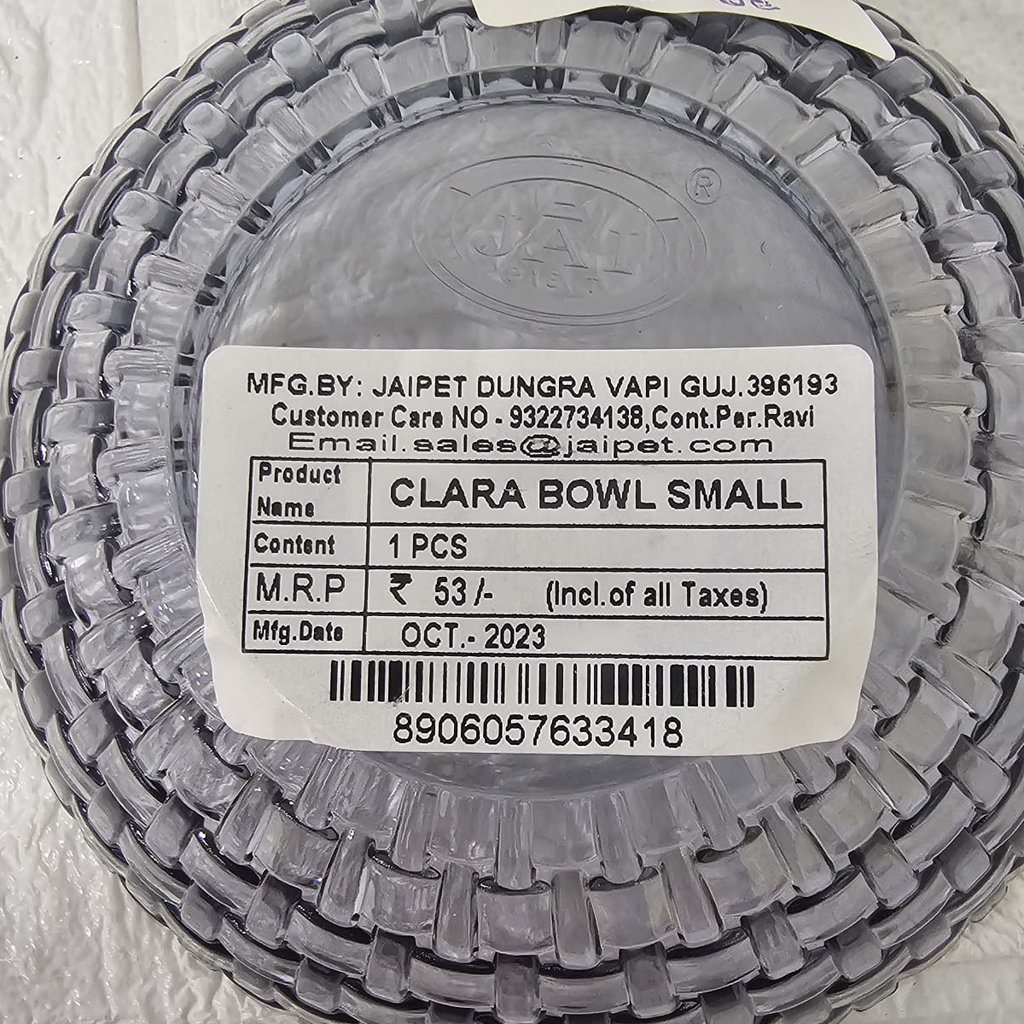 JAI
®
MFG.BY: JAIPET DUNGRA VAPI GUJ.396193
Customer Care NO - 9322734138,Cont.Per.Ravi
Email.sales@jaipet.com
Product Name CLARA BOWL SMALL
Content 1 PCS
M.R.P ₹ 53/- (Incl.of all Taxes)
Mfg.Date OCT.- 2023
8906057633418